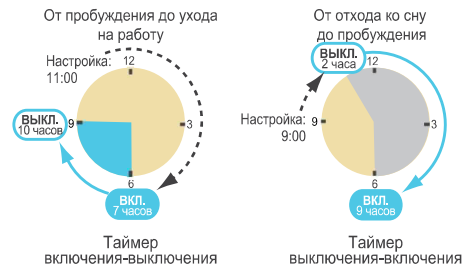 От пробуждения до ухода
на работу
Настройка:
11:00
12
ВЫКЛ.
10 часов
9
3
6
ВКЛ.
7 часов
Таймер
включения-выключения
От отхода ко сну
до пробуждения
ВЫКЛ.
2 часа
12
Настройка:
9:00
3
6
ВКЛ.
9 часов
Таймер
выключения-включения